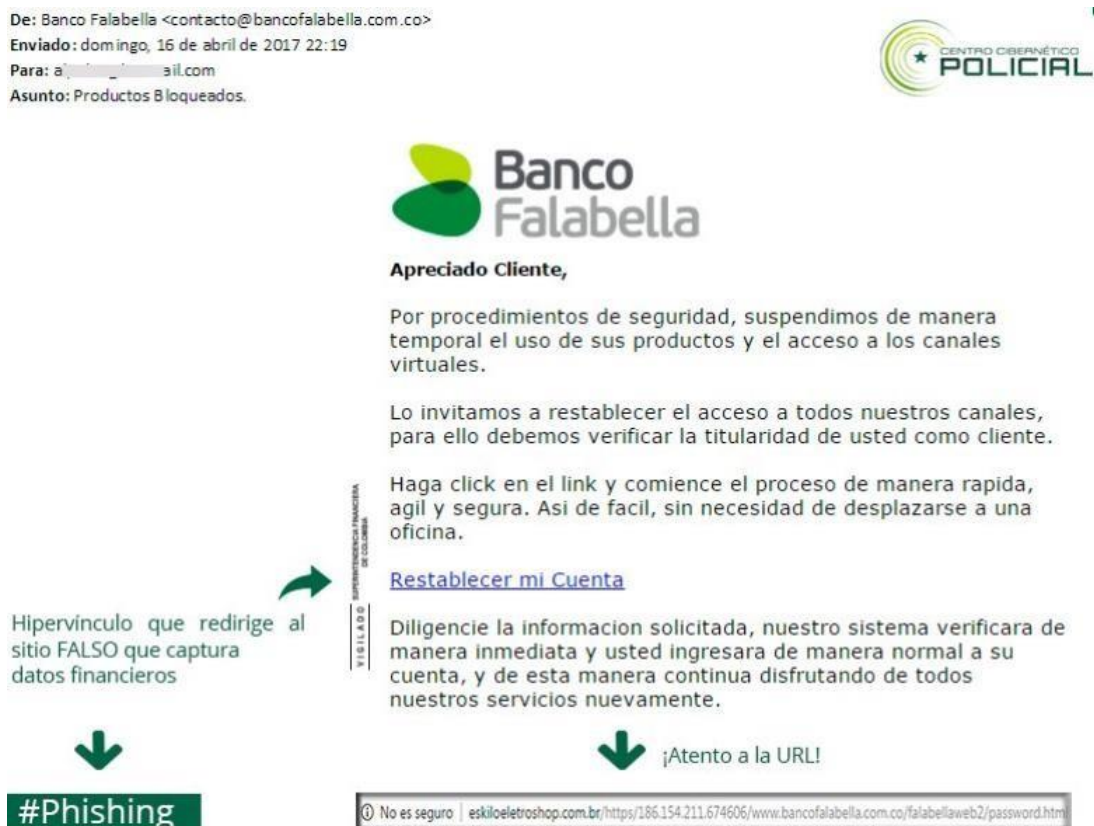 De: Banco Falabella <contacto@bancofalabella.com.co>
Enviado: domingo, 16 de abril de 2017 22:19
Para: a ail.com
Asunto: Productos Bloqueados.
CENTRO CIBERNÉTICO
POLICIAL
Banco
Falabella
Apreciado Cliente,
Por procedimientos de seguridad, suspendimos de manera
temporal el uso de sus productos y el acceso a los canales
virtuales.
Lo invitamos a restablecer el acceso a todos nuestros canales,
para ello debemos verificar la titularidad de usted como cliente.
Haga click en el link y comience el proceso de manera rapida,
agil y segura. Asi de facil, sin necesidad de desplazarse a una
oficina.
Restablecer mi Cuenta
Diligencie la informacion solicitada, nuestro sistema verificara de
manera inmediata y usted ingresara de manera normal a su
cuenta, y de esta manera continua disfrutando de todos
nuestros servicios nuevamente.
VIGILADO
SUPERINTENDENCIA FINANCIERA
DE COLOMBIA
Hipervínculo que redirige al
sitio FALSO que captura
datos financieros
¡Atento a la URL!
#Phishing
No es seguro | eskiloeletroshop.com.br/https/186.154.211.674606/www.bancofalabella.com.co/falabellaweb2/password.html